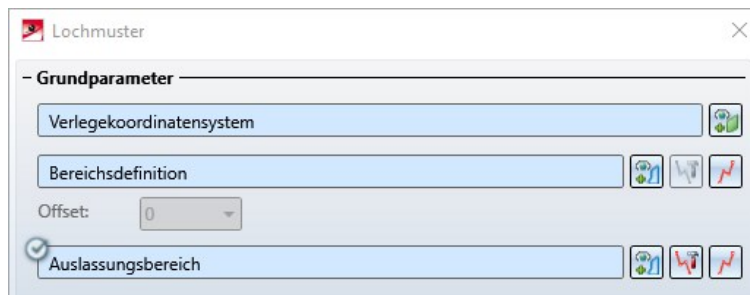 Lochmuster
Grundparameter
Verlegekoordinatensystem
Bereichsdefinition
Offset: 0
Auslassungsbereich